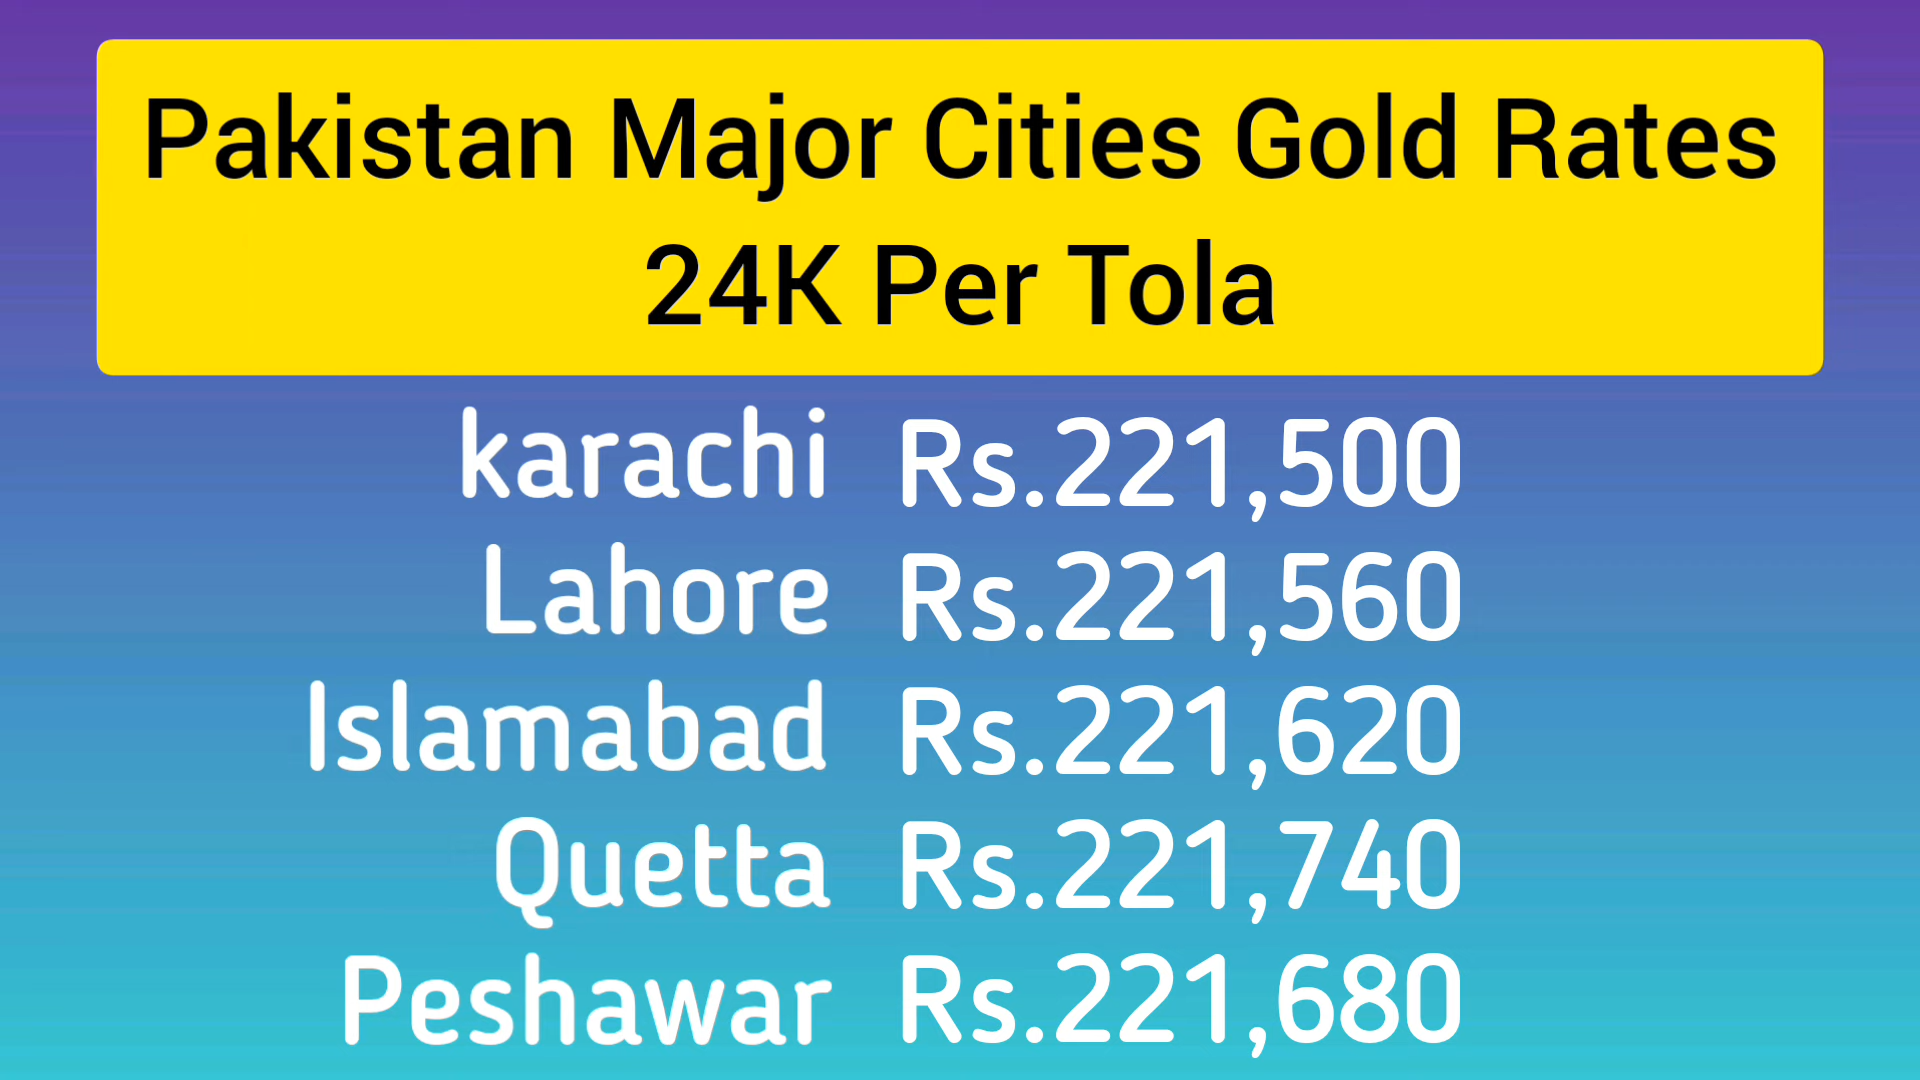 Pakistan Major Cities Gold Rates
24K Per Tola
karachi Rs.221,500
Lahore Rs.221,560
Islamabad Rs.221,620
Quetta Rs.221,740
Peshawar Rs.221,680